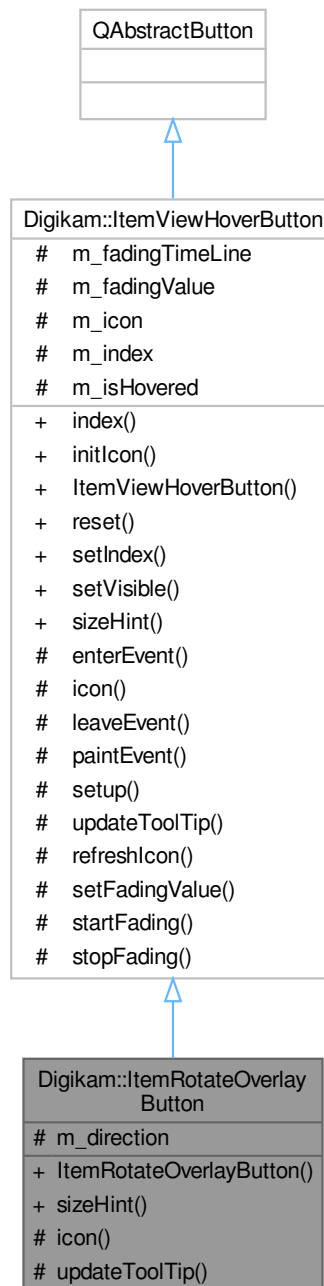 QAbstractButton
Digikam::ItemViewHoverButton
# m_fadingTimeLine
# m_fadingValue
# m_icon
# m_index
# m_isHovered
+ index()
+ initIcon()
+ ItemViewHoverButton()
+ reset()
+ setIndex()
+ setVisible()
+ sizeHint()
# enterEvent()
# icon()
# leaveEvent()
# paintEvent()
# setup()
# updateToolTip()
# refreshIcon()
# setFadingValue()
# startFading()
# stopFading()
Digikam::ItemRotateOverlay
Button
# m_direction
+ ItemRotateOverlayButton()
+ sizeHint()
# icon()
# updateToolTip()